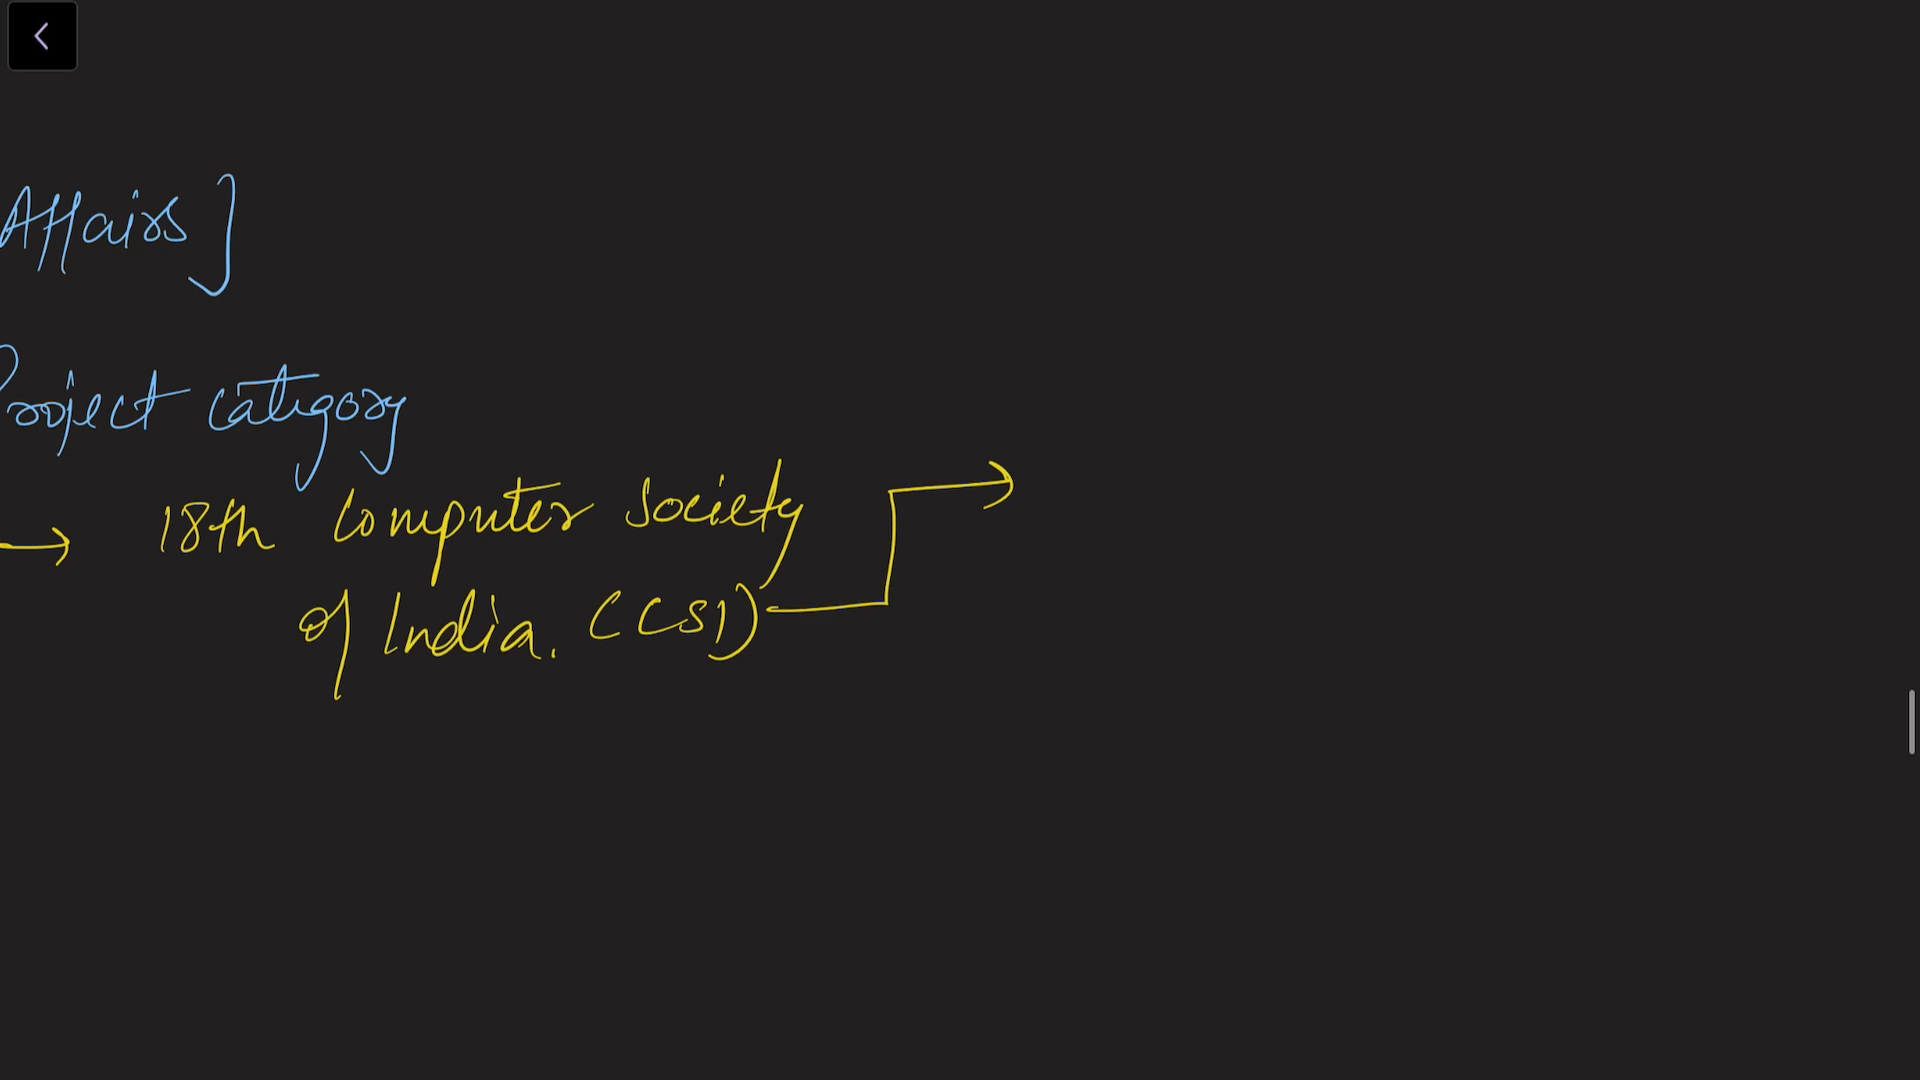 Affairs]
Project category
→ 18th Computer Society
of India. (CSI)